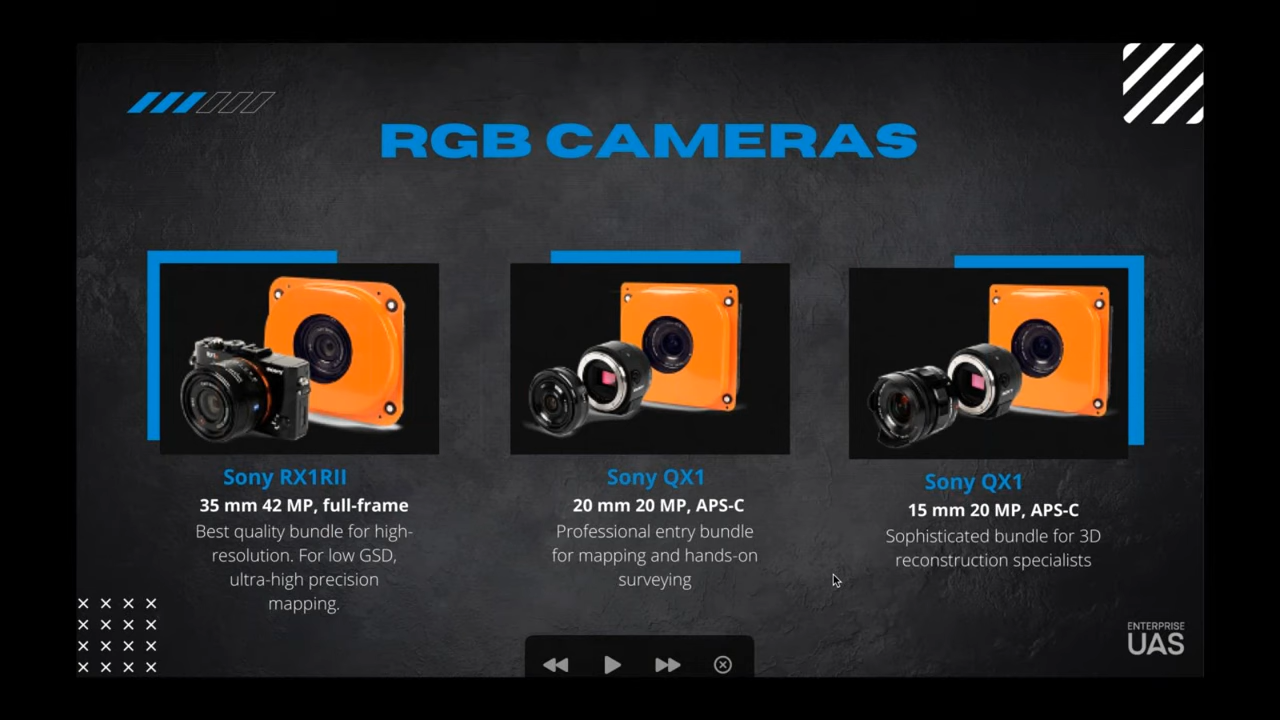 RGB CAMERAS
Sony RX1RII
35 mm 42 MP, full-frame
Best quality bundle for high-
resolution. For low GSD,
ultra-high precision
mapping.
Sony QX1
20 mm 20 MP, APS-C
Professional entry bundle
for mapping and hands-on
surveying
Sony QX1
15 mm 20 MP, APS-C
Sophisticated bundle for 3D
reconstruction specialists
ENTERPRISE
UAS